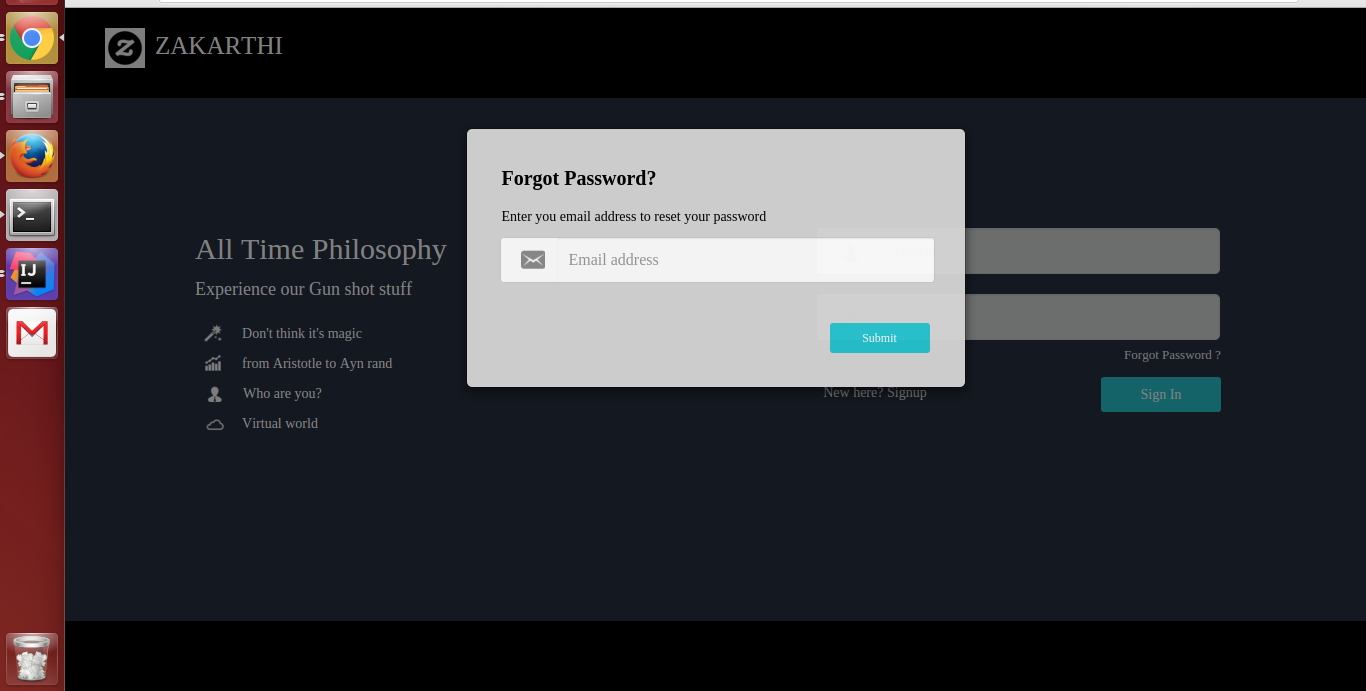 ZAKARTHI
Forgot Password?
Enter you email address to reset your password
Email address
Submit
All Time Philosophy
Experience our Gun shot stuff
Don't think it's magic
from Aristotle to Ayn rand
Who are you?
Virtual world
Forgot Password ?
New here? Signup
Sign In
IJ